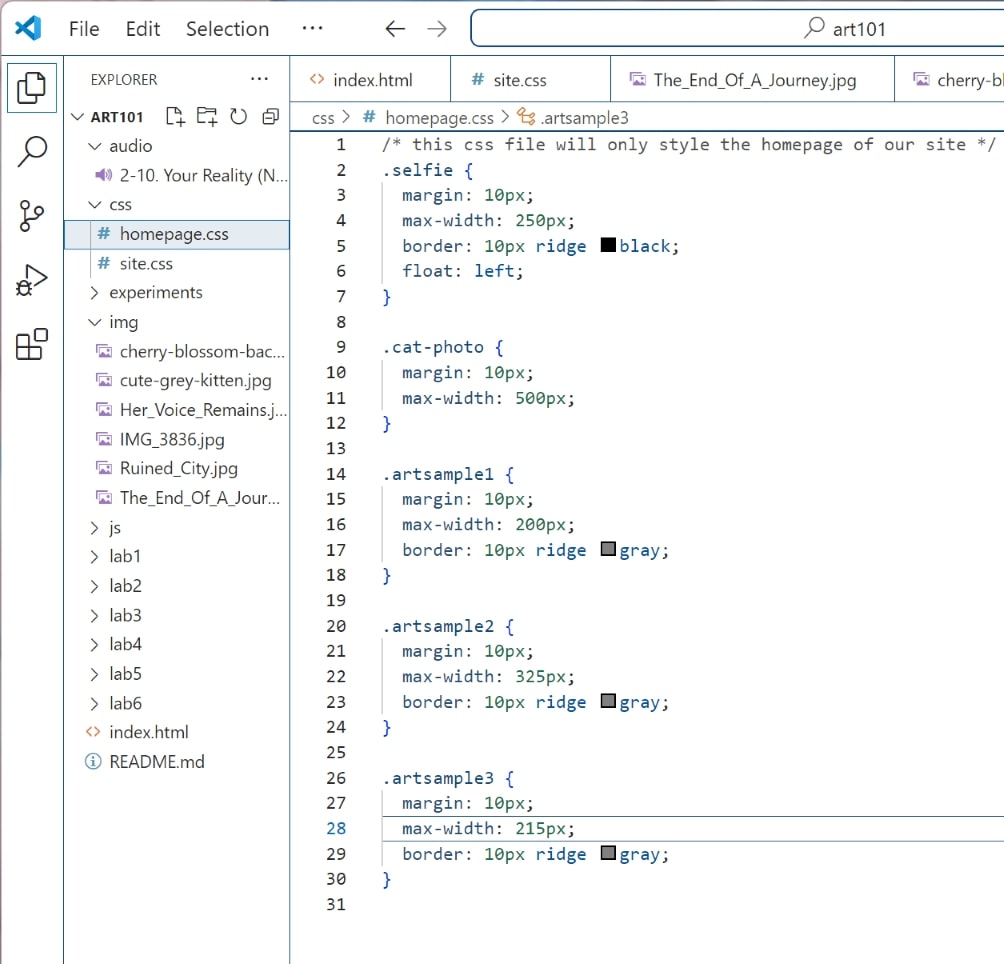 File Edit Selection ··· art101
EXPLORER ···
index.html
site.css
The_End_Of_A_Journey.jpg
cherry-bl
ART101
audio
2-10. Your Reality (N...
css
homepage.css
site.css
experiments
img
cherry-blossom-bac...
cute-grey-kitten.jpg
Her_Voice_Remains.j...
IMG_3836.jpg
Ruined_City.jpg
The_End_Of_A_Jour...
js
lab1
lab2
lab3
lab4
lab5
lab6
index.html
README.md
css > # homepage.css > .artsample3
1 /* this css file will only style the homepage of our site */
2 .selfie {
3 margin: 10px;
4 max-width: 250px;
5 border: 10px ridge black;
6 float: left;
7 }
8
9 .cat-photo {
10 margin: 10px;
11 max-width: 500px;
12 }
13
14 .artsample1 {
15 margin: 10px;
16 max-width: 200px;
17 border: 10px ridge gray;
18 }
19
20 .artsample2 {
21 margin: 10px;
22 max-width: 325px;
23 border: 10px ridge gray;
24 }
25
26 .artsample3 {
27 margin: 10px;
28 max-width: 215px;
29 border: 10px ridge gray;
30 }
31